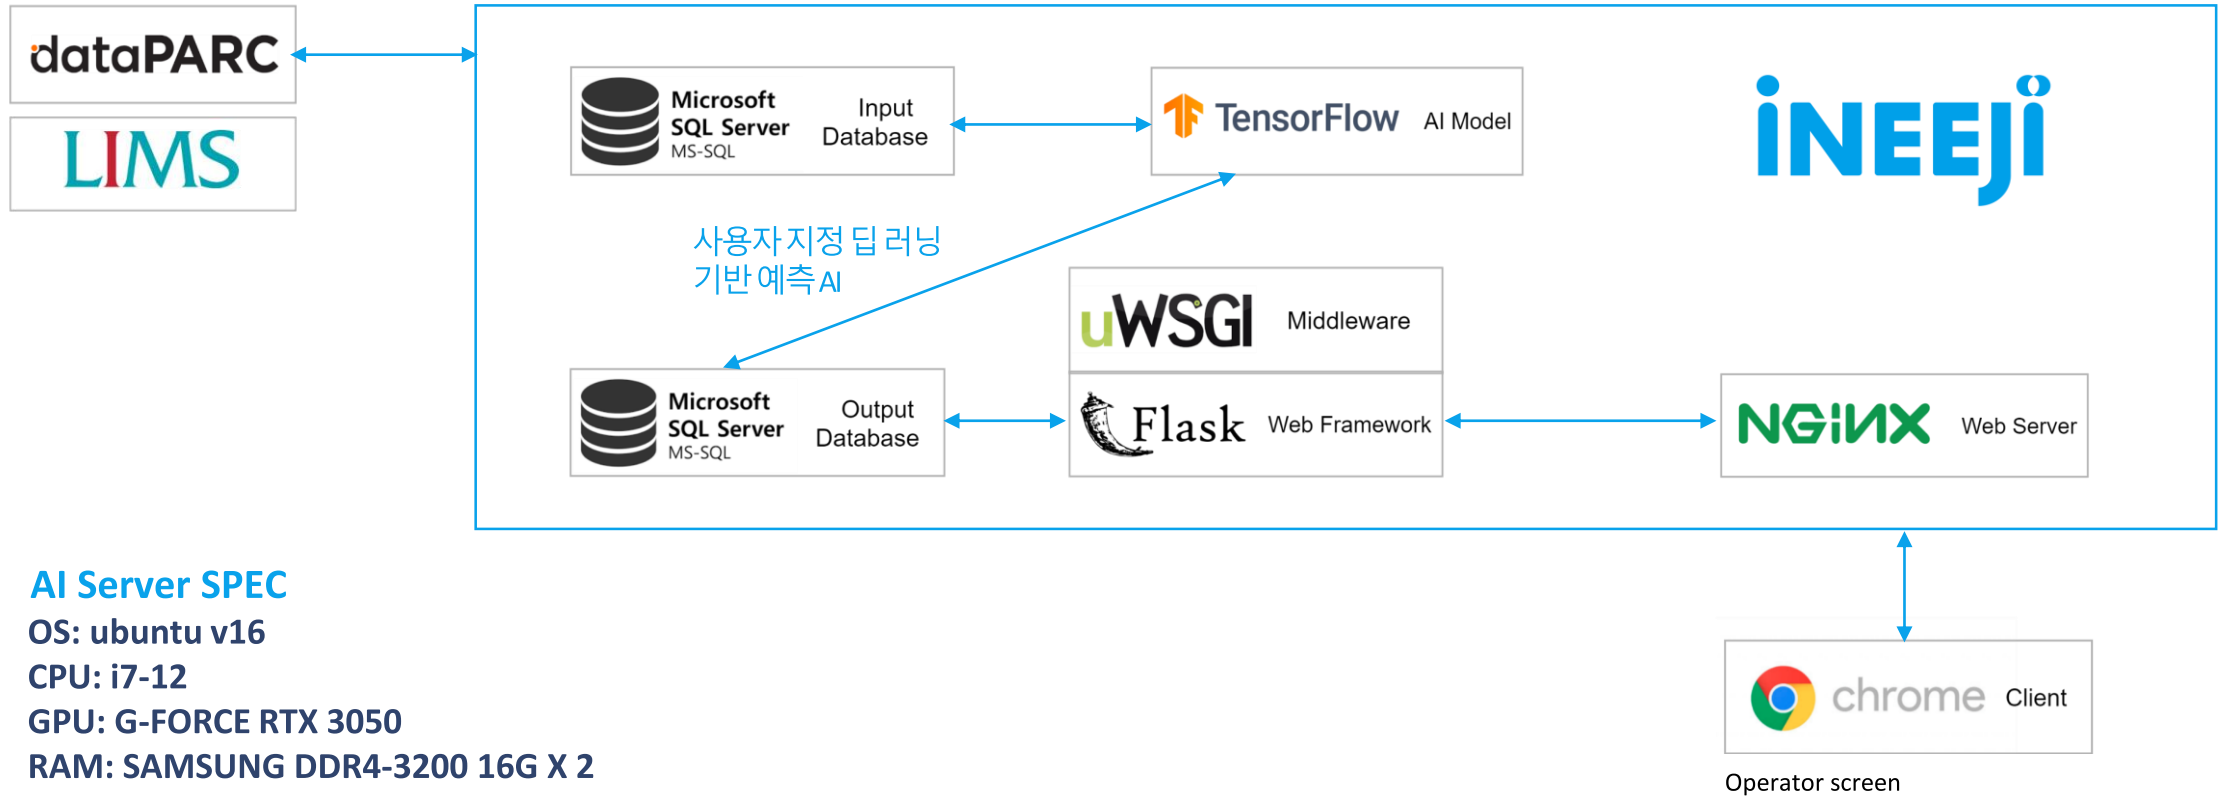 dataPARC
LIMS
Microsoft
SQL Server
MS-SQL
Input
Database
TensorFlow
AI Model
iNEEJi
사용자 지정 딥 러닝
기반 예측 AI
uWSGI
Middleware
Microsoft
SQL Server
MS-SQL
Output
Database
Flask
Web Framework
NGINX
Web Server
AI Server SPEC
OS: ubuntu v16
CPU: i7-12
GPU: G-FORCE RTX 3050
RAM: SAMSUNG DDR4-3200 16G X 2
chrome
Client
Operator screen